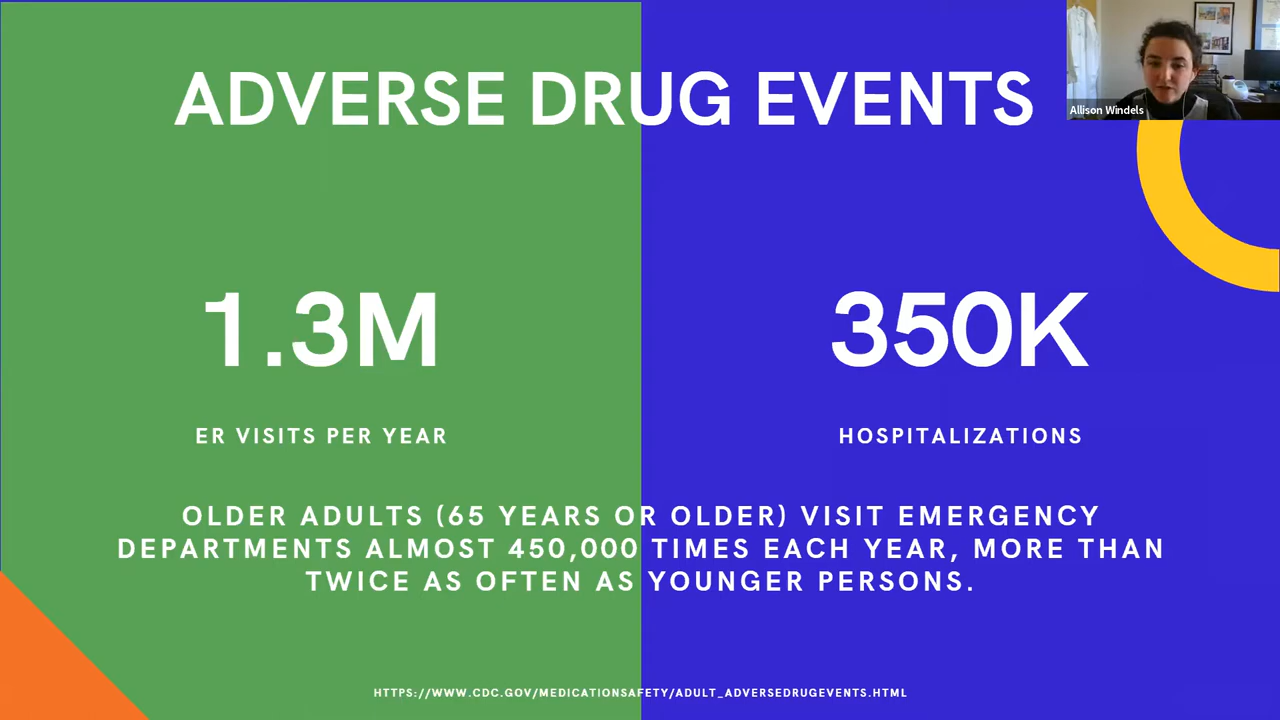 ADVERSE DRUG EVENTS
Allison Windels
1.3M
350K
ER VISITS PER YEAR
HOSPITALIZATIONS
OLDER ADULTS (65 YEARS OR OLDER) VISIT EMERGENCY
DEPARTMENTS ALMOST 450,000 TIMES EACH YEAR, MORE THAN
TWICE AS OFTEN AS YOUNGER PERSONS.
HTTPS://WWW.CDC.GOV/MEDICATIONSAFETY/ADULT_ADVERSEDRUGEVENTS.HTML